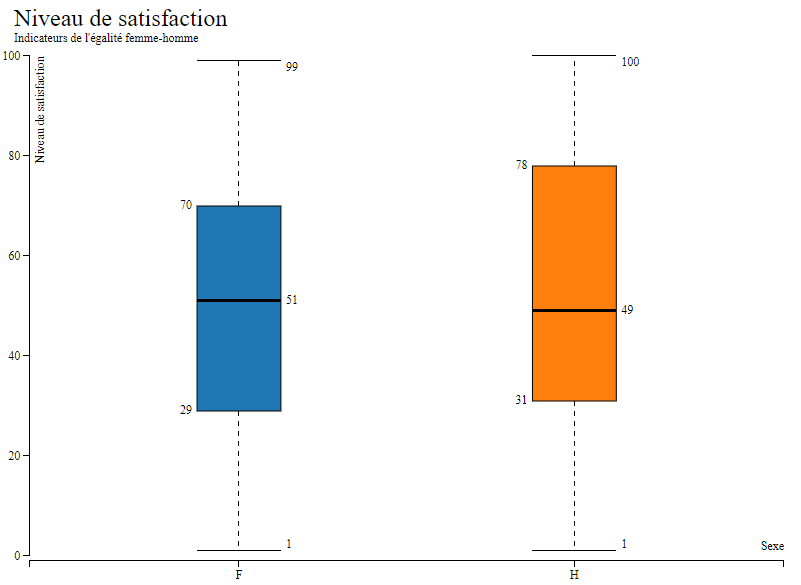 Niveau de satisfaction
Indicateurs de l'égalité femme-homme
Niveau de satisfaction
100
80
60
40
20
0
99
70
51
29
1
100
78
49
31
1
Sexe
F
H